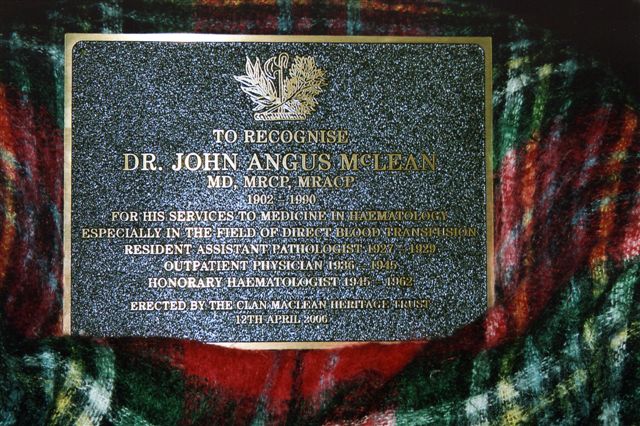 TO RECOGNISE
DR. JOHN ANGUS McLEAN
MD, MRCP, MRACP
1902 - 1990
FOR HIS SERVICES TO MEDICINE IN HAEMATOLOGY
ESPECIALLY IN THE FIELD OF DIRECT BLOOD TRANSFUSION
RESIDENT ASSISTANT PATHOLOGIST 1927 - 1929
OUTPATIENT PHYSICIAN 1936 - 1946
HONORARY HAEMATOLOGIST 1945 - 1962
ERECTED BY THE CLAN MACLEAN HERITAGE TRUST
12TH APRIL 2006